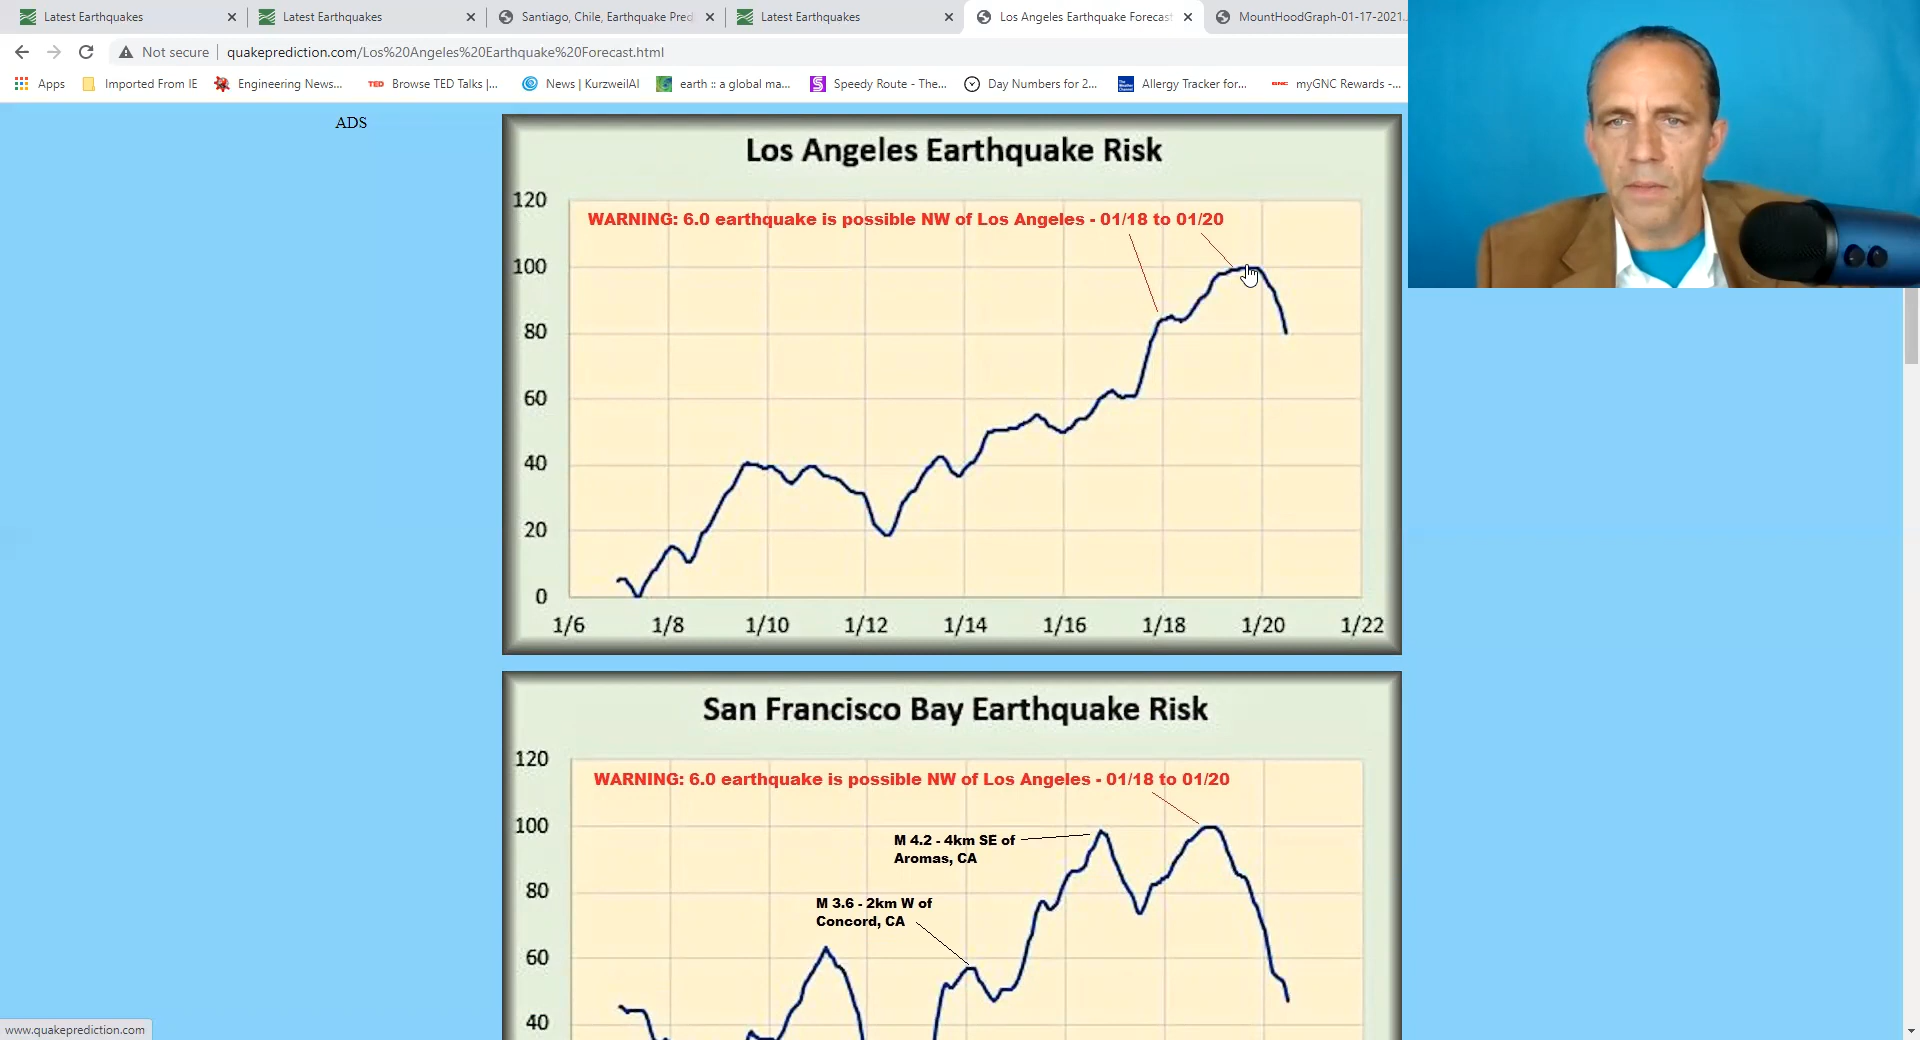 Latest Earthquakes
Latest Earthquakes
Santiago, Chile, Earthquake Pred
Latest Earthquakes
Los Angeles Earthquake Forecast
MountHoodGraph-01-17-2021.
Not secure
quakeprediction.com/Los%20Angeles%20Earthquake%20Forecast.html
Apps
Imported From IE
Engineering News...
TED
Browse TED Talks |...
News | KurzweilAI
earth :: a global ma...
Speedy Route - The...
Day Numbers for 2...
Allergy Tracker for...
GNC
myGNC Rewards -...
ADS
Los Angeles Earthquake Risk
120
WARNING: 6.0 earthquake is possible NW of Los Angeles - 01/18 to 01/20
100
80
60
40
20
0
1/6 1/8 1/10 1/12 1/14 1/16 1/18 1/20 1/22
San Francisco Bay Earthquake Risk
120
WARNING: 6.0 earthquake is possible NW of Los Angeles - 01/18 to 01/20
100
M 4.2 - 4km SE of
Aromas, CA
80
M 3.6 - 2km W of
Concord, CA
60
40
www.quakeprediction.com